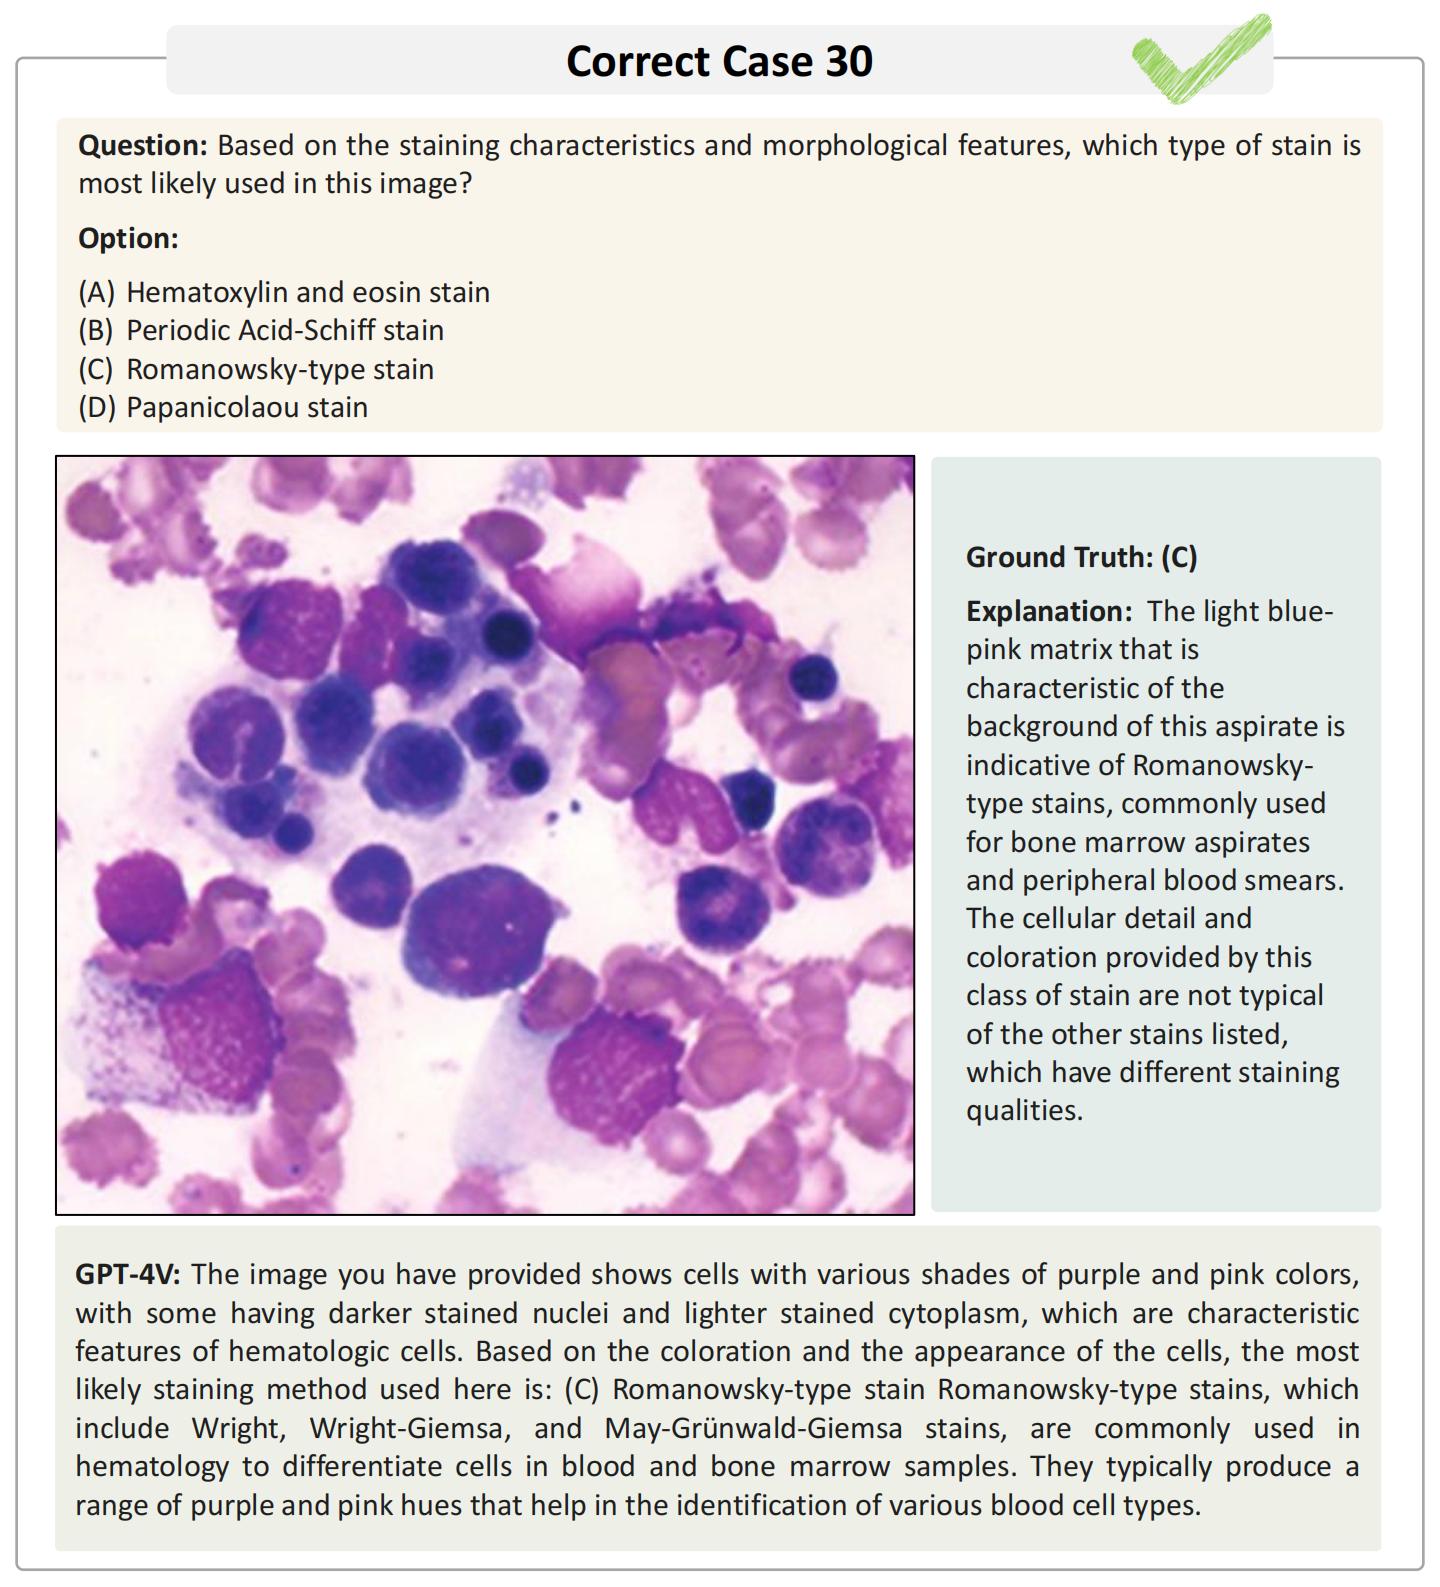 Correct Case 30
Question: Based on the staining characteristics and morphological features, which type of stain is
most likely used in this image?
Option:
(A) Hematoxylin and eosin stain
(B) Periodic Acid-Schiff stain
(C) Romanowsky-type stain
(D) Papanicolaou stain
Ground Truth: (C)
Explanation: The light blue-
pink matrix that is
characteristic of the
background of this aspirate is
indicative of Romanowsky-
type stains, commonly used
for bone marrow aspirates
and peripheral blood smears.
The cellular detail and
coloration provided by this
class of stain are not typical
of the other stains listed,
which have different staining
qualities.
GPT-4V: The image you have provided shows cells with various shades of purple and pink colors,
with some having darker stained nuclei and lighter stained cytoplasm, which are characteristic
features of hematologic cells. Based on the coloration and the appearance of the cells, the most
likely staining method used here is: (C) Romanowsky-type stain Romanowsky-type stains, which
include Wright, Wright-Giemsa, and May-Grünwald-Giemsa stains, are commonly used in
hematology to differentiate cells in blood and bone marrow samples. They typically produce a
range of purple and pink hues that help in the identification of various blood cell types.